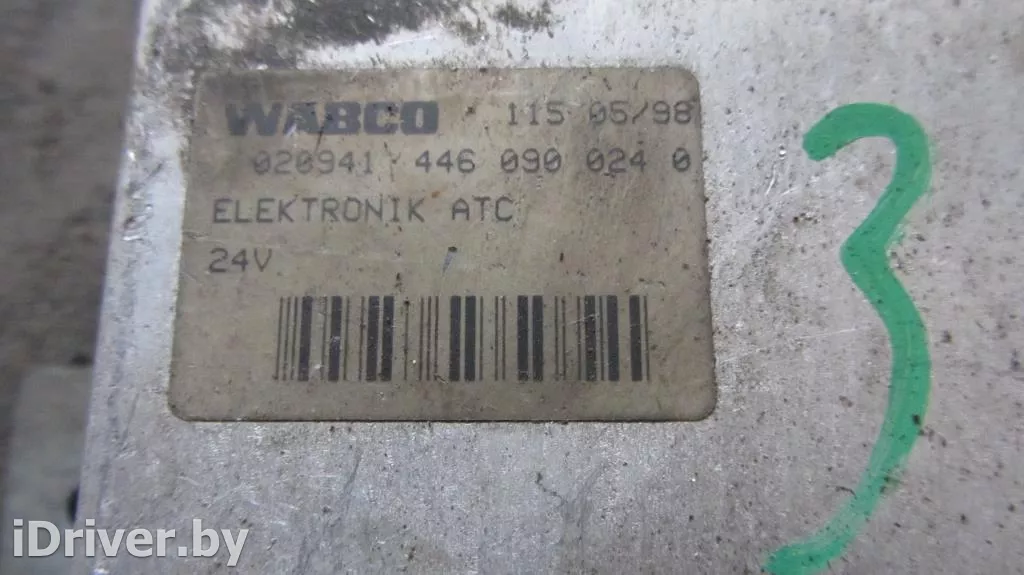 WABCO 115 05/98
020941 446 090 024 0
ELEKTRONIK ATC
24V
3
iDriver.by